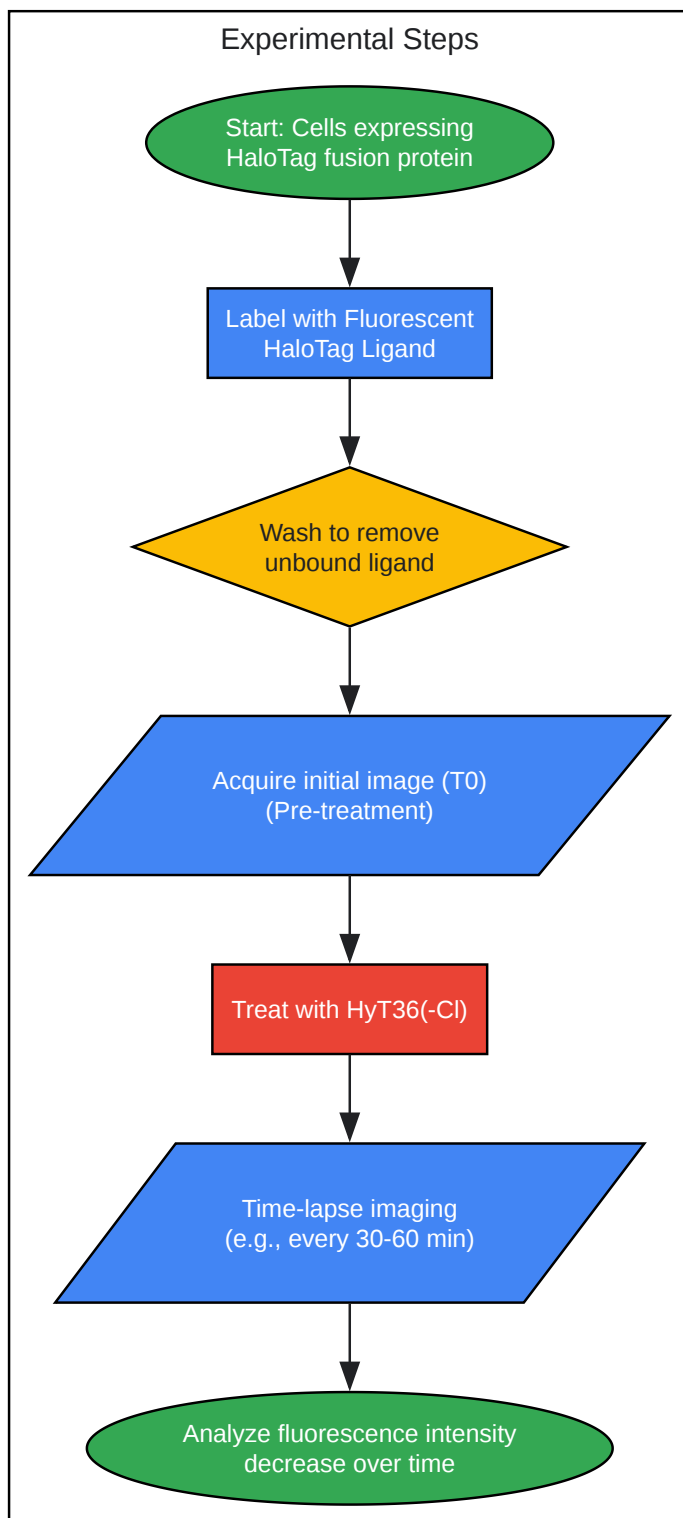 Experimental Steps
Start: Cells expressing
HaloTag fusion protein
Label with Fluorescent
HaloTag Ligand
Wash to remove
unbound ligand
Acquire initial image (T0)
(Pre-treatment)
Treat with HyT36(-Cl)
Time-lapse imaging
(e.g., every 30-60 min)
Analyze fluorescence intensity
decrease over time